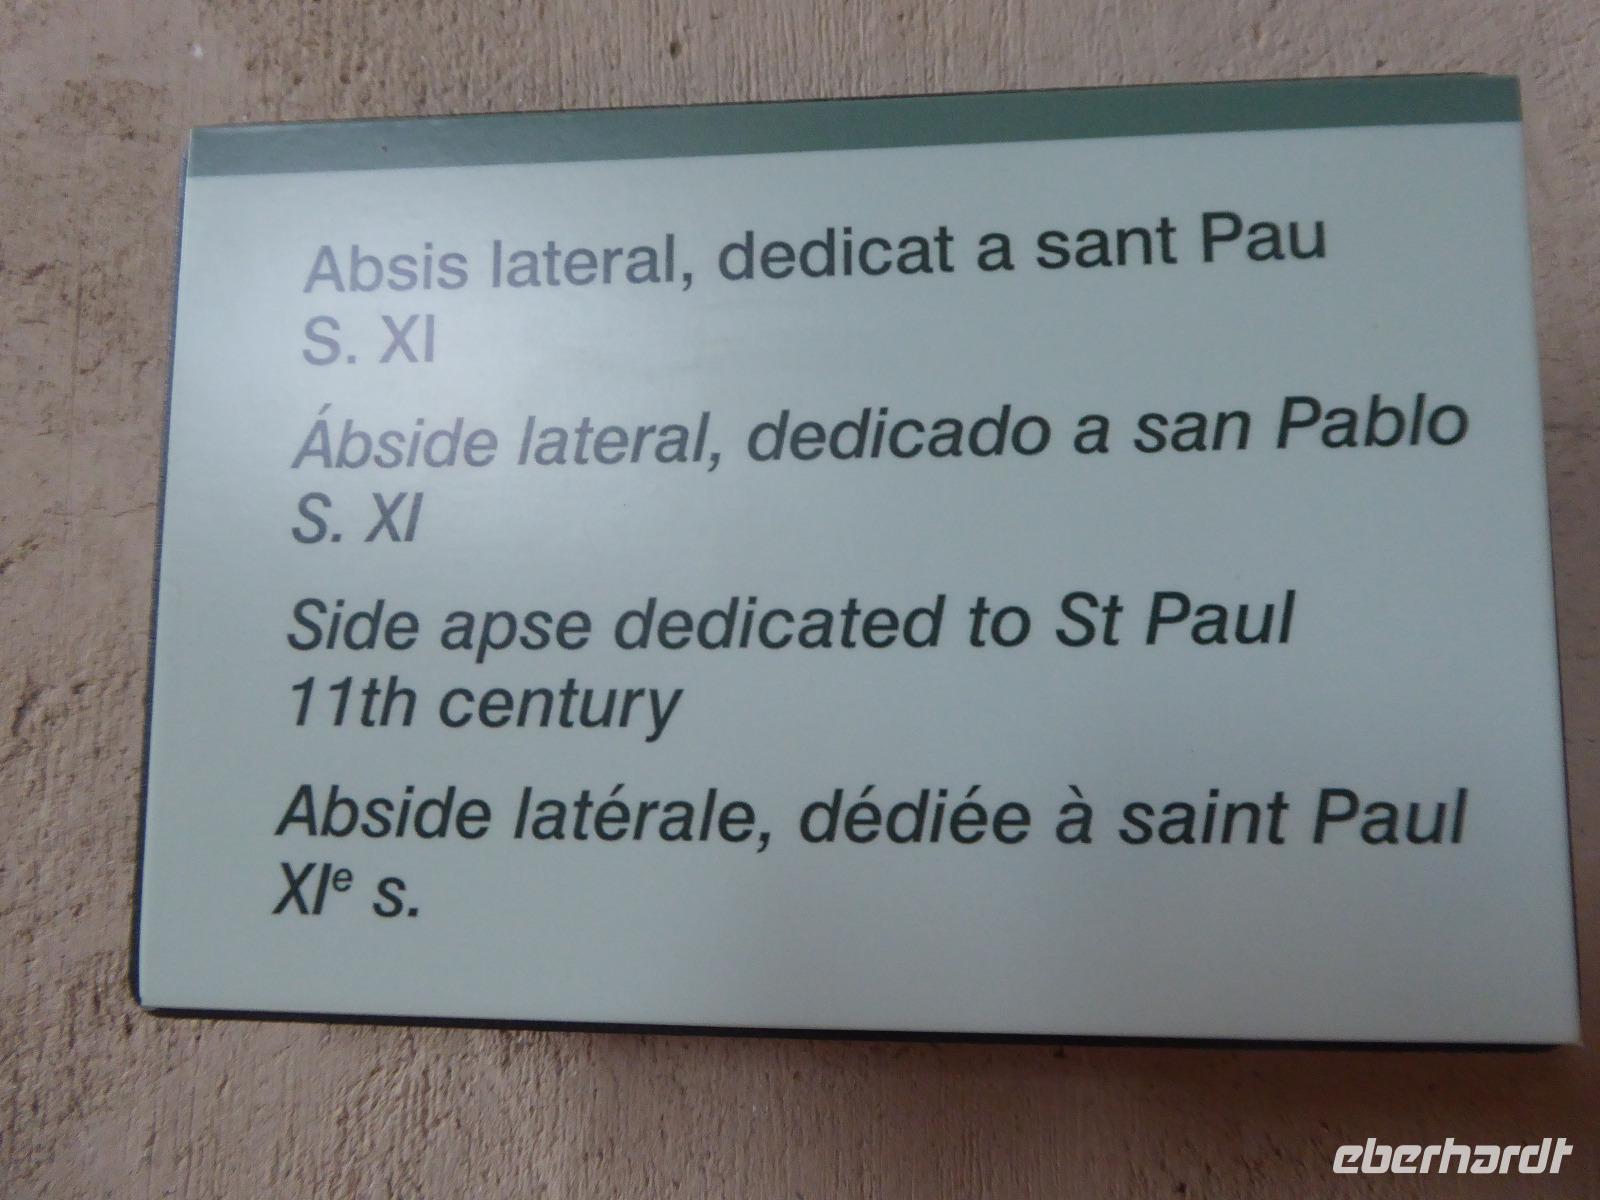 Absis lateral, dedicat a sant Pau
S. XI
Ábside lateral, dedicado a san Pablo
S. XI
Side apse dedicated to St Paul
11th century
Abside latérale, dédiée à saint Paul
XIe s.
eberhardt